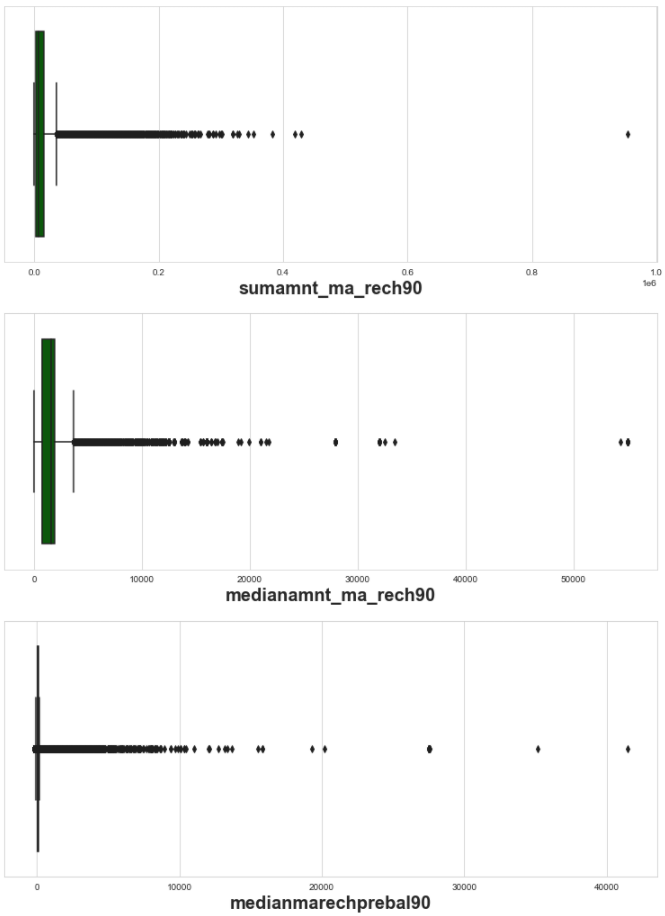 0.0 0.2 0.4 0.6 0.8 1.0
1e6
sumamnt_ma_rech90
0 10000 20000 30000 40000 50000
medianamnt_ma_rech90
0 10000 20000 30000 40000
medianmarechprebal90